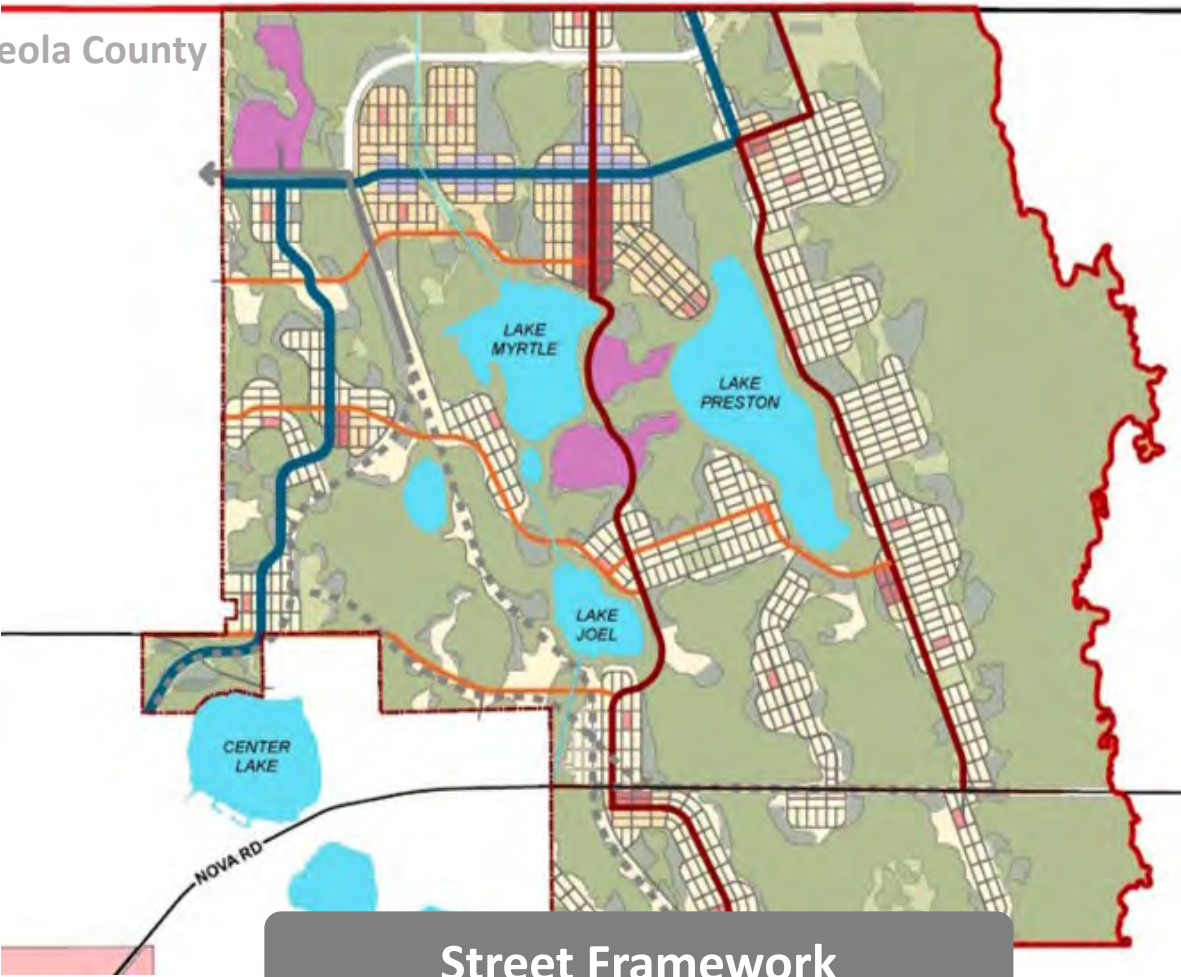 eola County
LAKE
MYRTLE
LAKE
PRESTON
LAKE
JOEL
CENTER
LAKE
NOVA RD
Street Framework